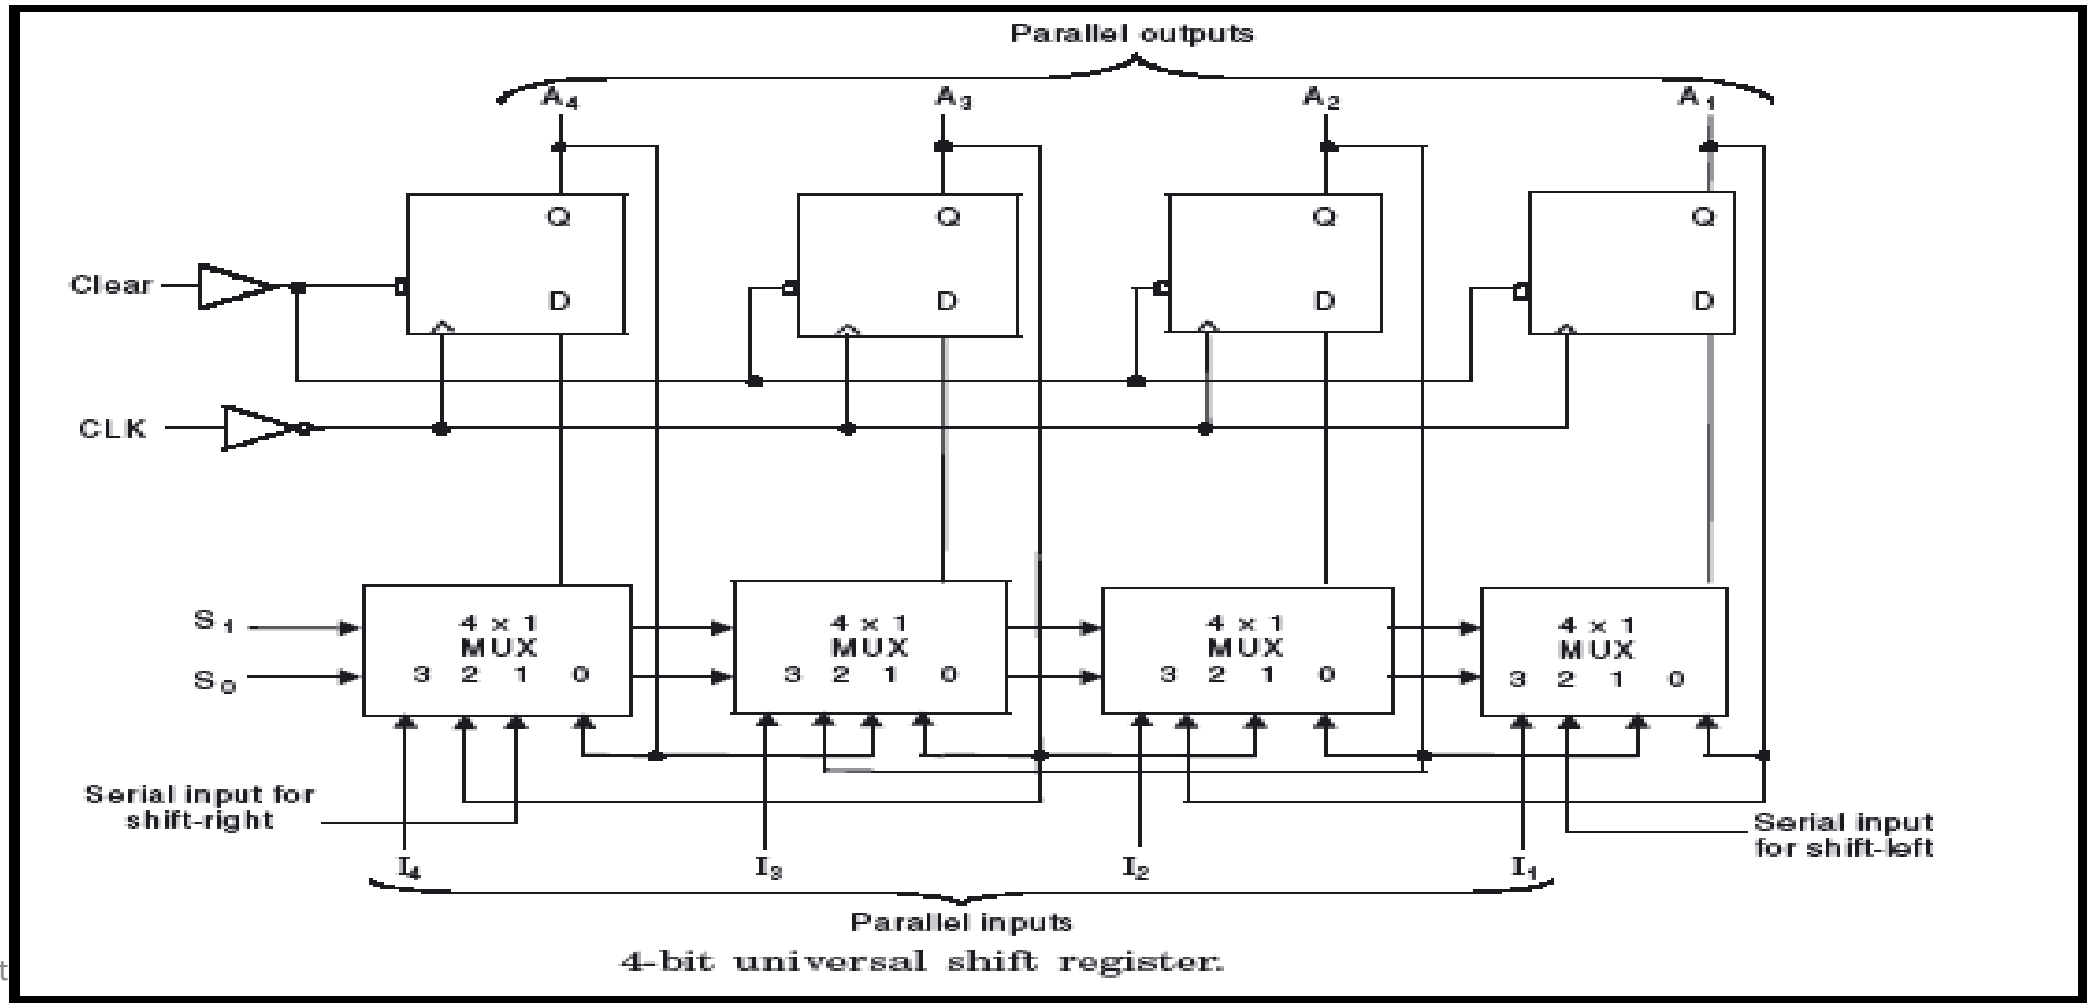 Parallel outputs
A₄ A₃ A₂ A₁
Q Q Q Q
Clear
D D D D
CLK
S₁
4 x 1 4 x 1 4 x 1 4 x 1
MUX MUX MUX MUX
S₀
3 2 1 0 3 2 1 0 3 2 1 0 3 2 1 0
Serial input for
shift-right
Serial input
for shift-left
I₄ I₃ I₂ I₁
Parallel inputs
4-bit universal shift register.
t